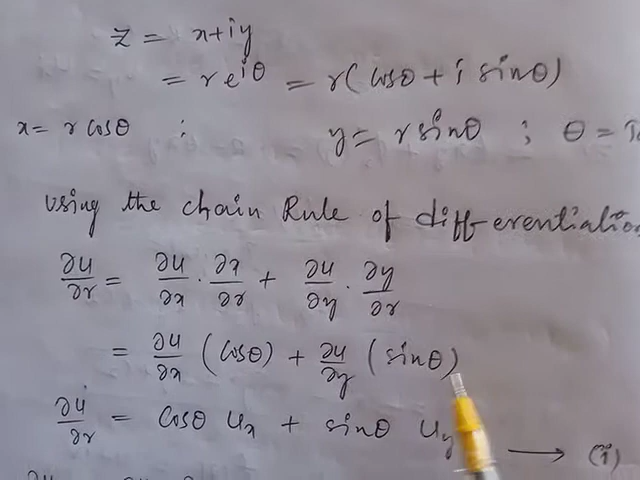 z = x+iy
= re^{iθ} = r(cosθ + i sinθ)
x = r cosθ ; y = r sinθ ; θ =
using the chain Rule of differentiation
∂u/∂r = ∂u/∂x · ∂x/∂r + ∂u/∂y · ∂y/∂r
= ∂u/∂x (cosθ) + ∂u/∂y (sinθ)
∂u/∂r = cosθ u_x + sinθ u_y ⟶ (i)